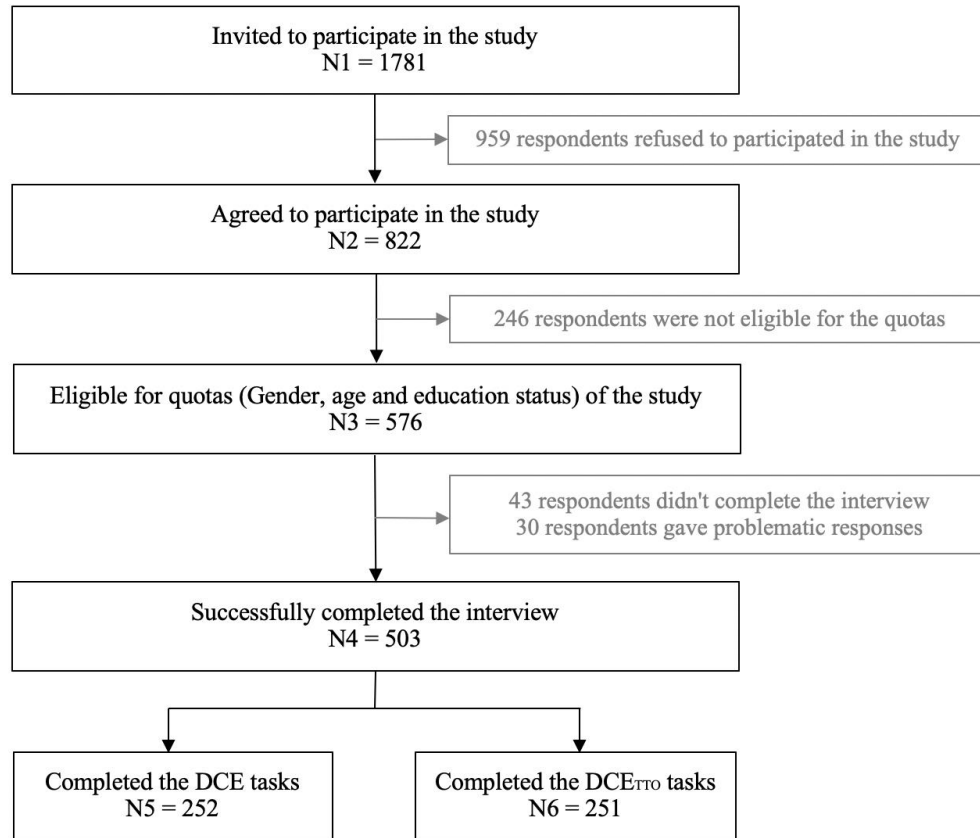 Invited to participate in the study
N1 = 1781
959 respondents refused to participated in the study
Agreed to participate in the study
N2 = 822
246 respondents were not eligible for the quotas
Eligible for quotas (Gender, age and education status) of the study
N3 = 576
43 respondents didn't complete the interview
30 respondents gave problematic responses
Successfully completed the interview
N4 = 503
Completed the DCE tasks
N5 = 252
Completed the DCETTO tasks
N6 = 251